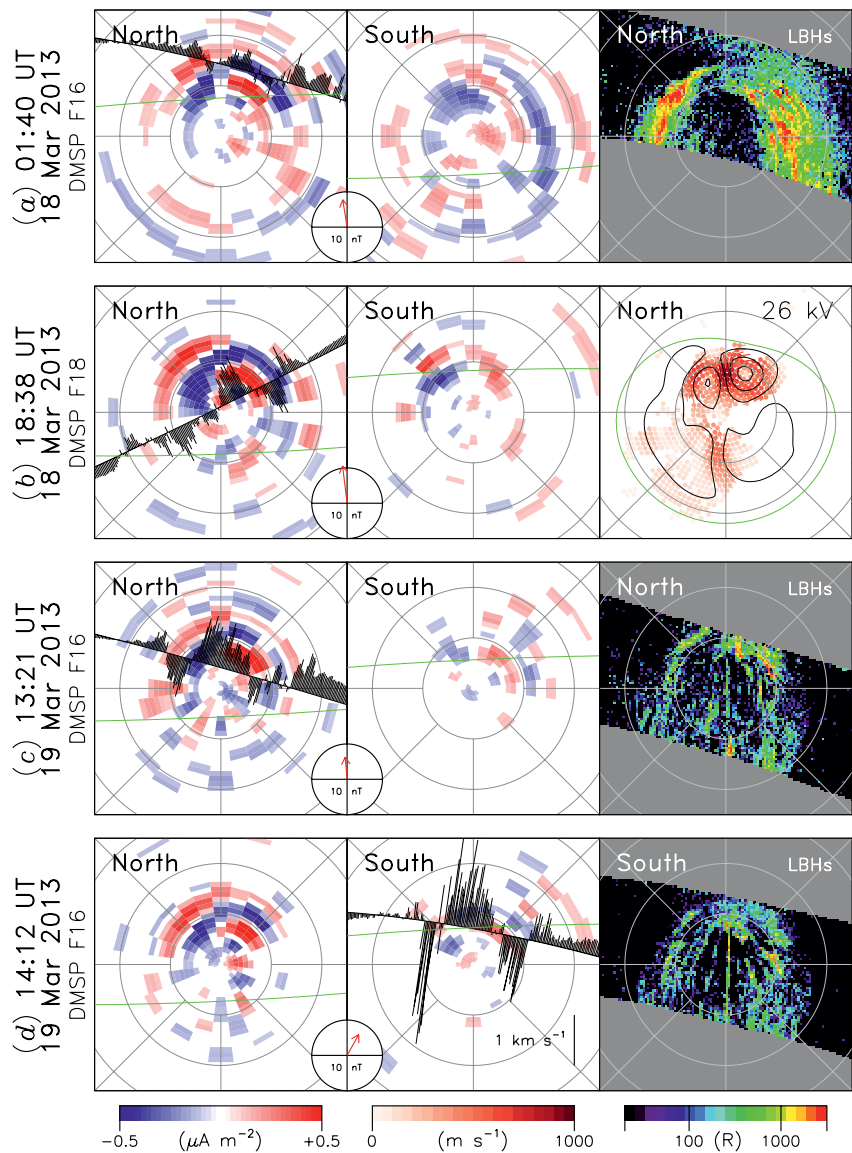 (a) 01:40 UT
18 Mar 2013
DMSP F16
North
10 nT
South
North
LBHs
(b) 18:38 UT
18 Mar 2013
DMSP F18
North
10 nT
South
North
26 kV
(c) 13:21 UT
19 Mar 2013
DMSP F16
North
10 nT
South
North
LBHs
(d) 14:12 UT
19 Mar 2013
DMSP F16
North
10 nT
South
1 km s⁻¹
South
LBHs
-0.5 (μA m⁻²) +0.5
0 (m s⁻¹) 1000
100 (R) 1000